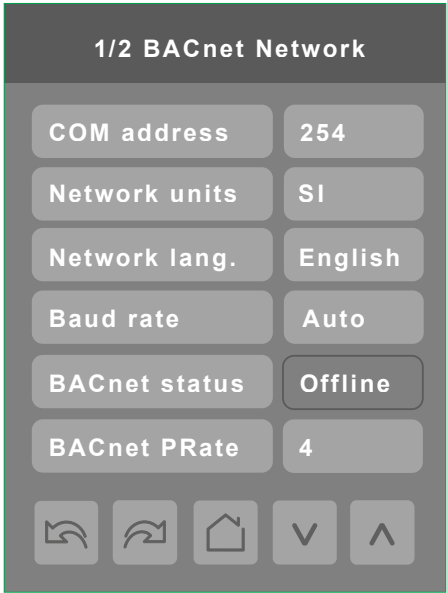 1/2 BACnet Network
COM address 254
Network units SI
Network lang. English
Baud rate Auto
BACnet status Offline
BACnet PRate 4